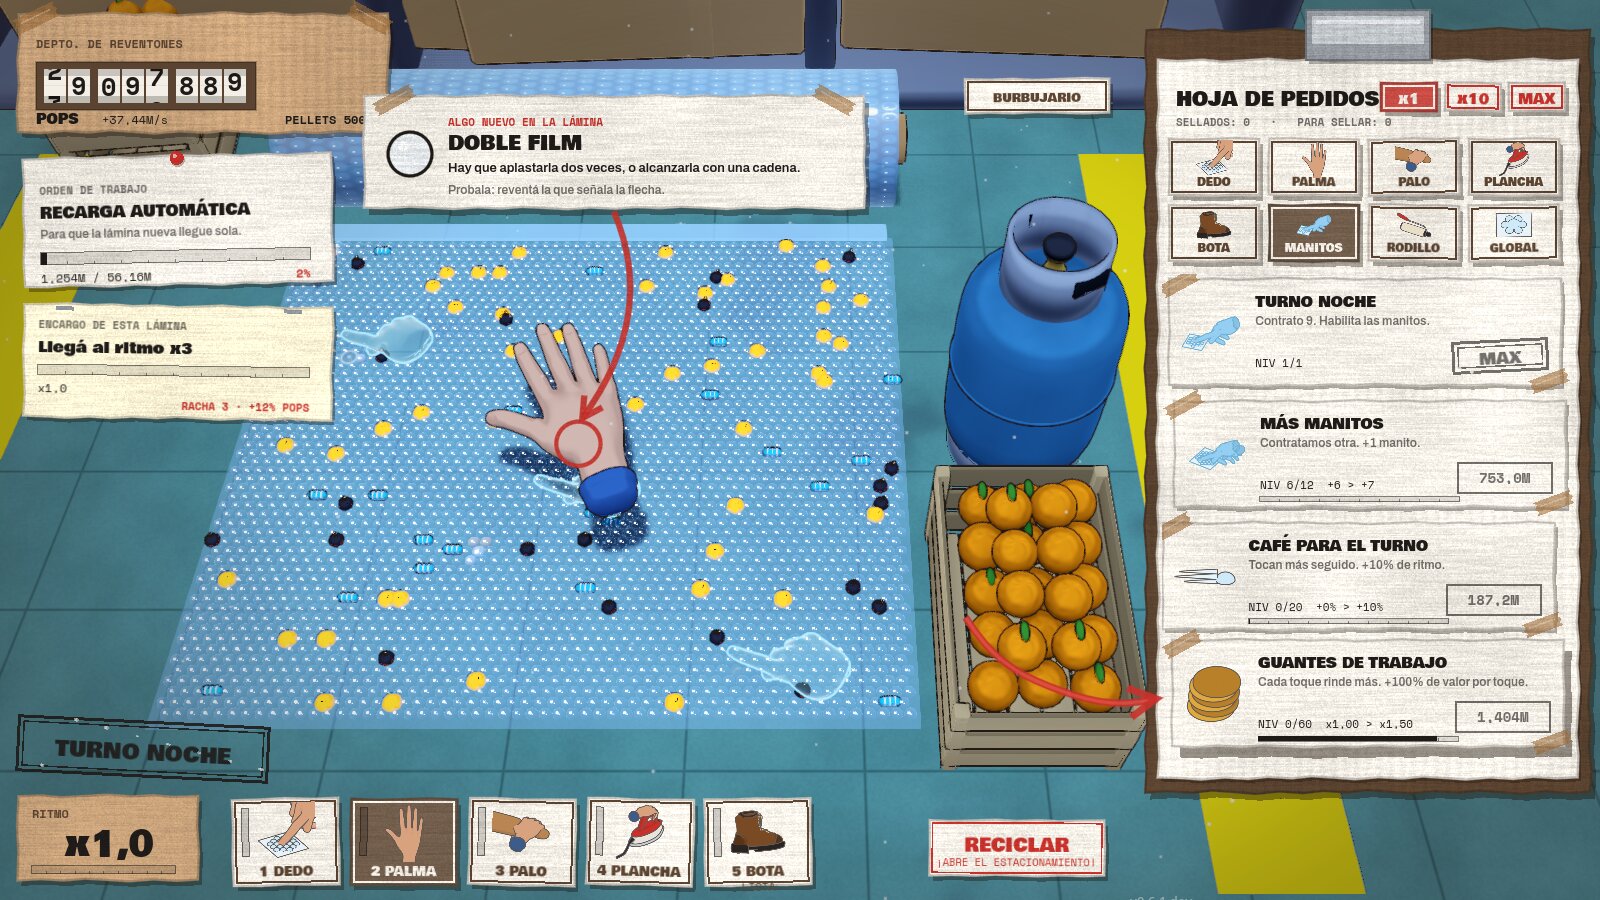 DEPTO. DE REVENTONES
9 0 9 7 8 8 9
POPS +37,44M/s PELLETS 500
ORDEN DE TRABAJO
RECARGA AUTOMÁTICA
Para que la lámina nueva llegue sola.
1,254M / 56,16M 2%
ENCARGO DE ESTA LÁMINA
Llegá al ritmo x3
x1,0
RACHA 3 · +12% POPS
ALGO NUEVO EN LA LÁMINA
DOBLE FILM
Hay que aplastarla dos veces, o alcanzarla con una cadena.
Probala: reventá la que señala la flecha.
BURBUJARIO
HOJA DE PEDIDOS x1 x10 MAX
SELLADOS: 0 · PARA SELLAR: 0
DEDO PALMA PALO PLANCHA
BOTA MANITOS RODILLO GLOBAL
TURNO NOCHE
Contrato 9. Habilita las manitos.
NIV 1/1 MAX
MÁS MANITOS
Contratamos otra. +1 manito.
NIV 6/12 +6 > +7 753,0M
CAFÉ PARA EL TURNO
Tocan más seguido. +10% de ritmo.
NIV 0/20 +0% > +10% 187,2M
GUANTES DE TRABAJO
Cada toque rinde más. +100% de valor por toque.
NIV 0/60 x1,00 > x1,50 1,404M
TURNO NOCHE
RITMO
x1,0
1 DEDO 2 PALMA 3 PALO 4 PLANCHA 5 BOTA
RECICLAR
¡ABRE EL ESTACIONAMIENTO!